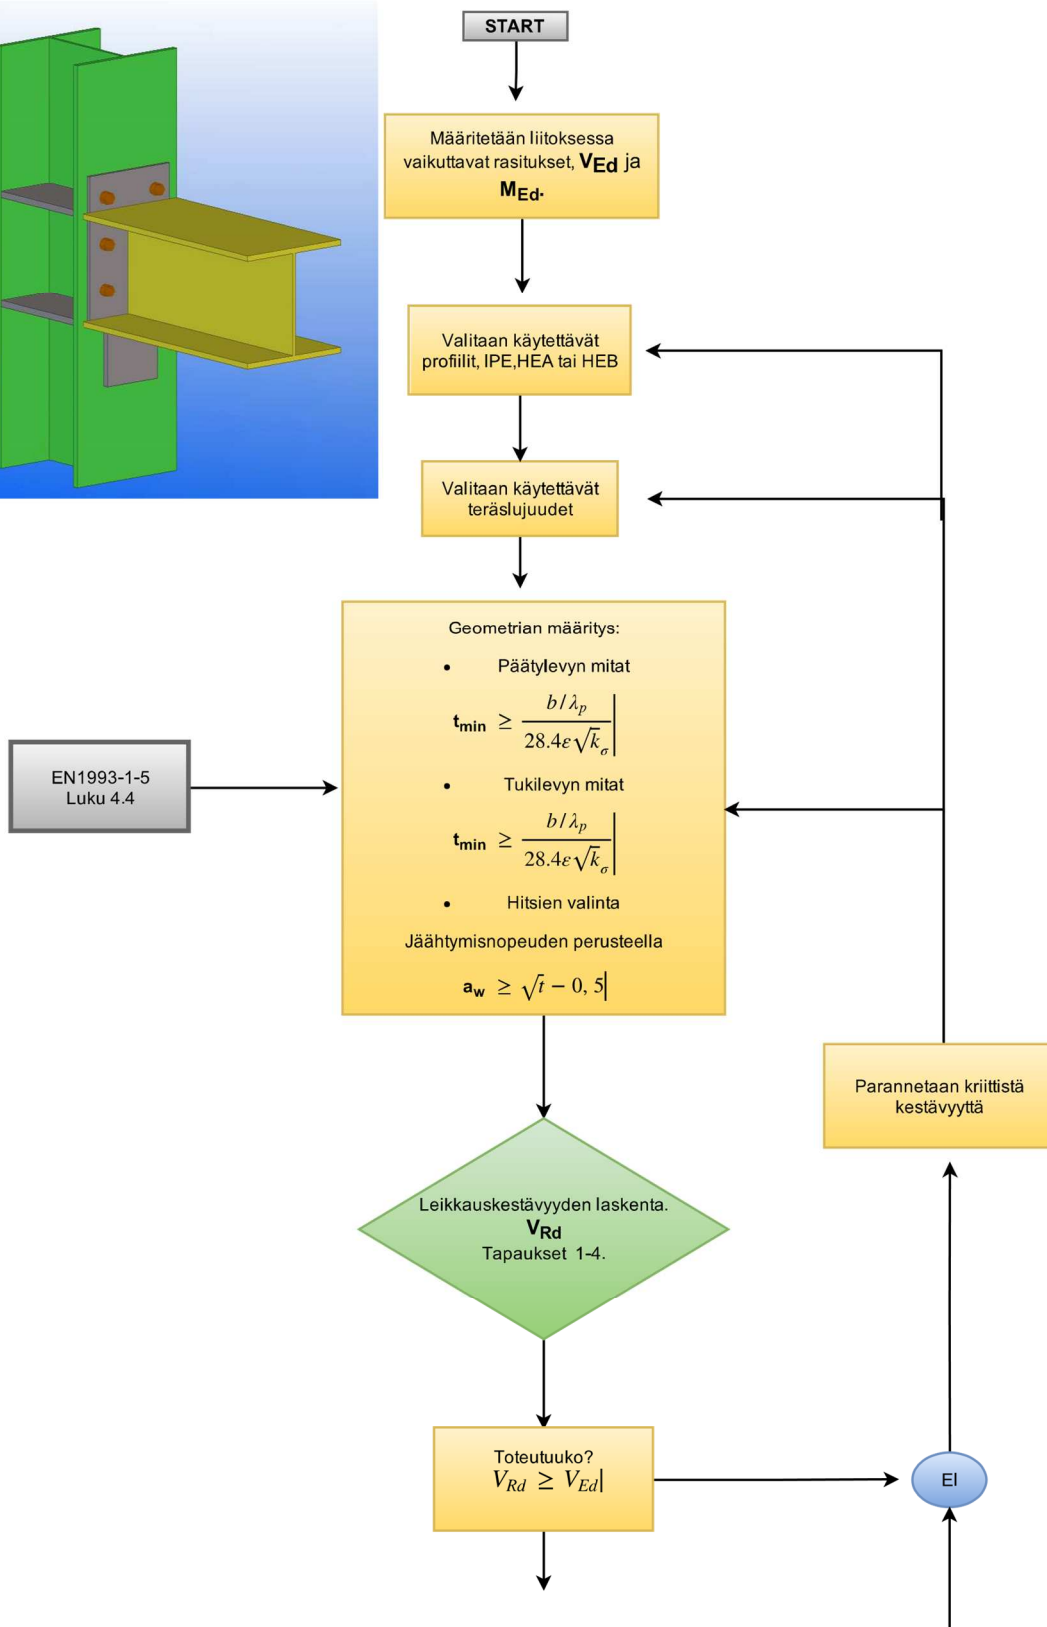 START
Määritetään liitoksessa
vaikuttavat rasitukset, VEd ja
MEd.
Valitaan käytettävät
profiilit, IPE,HEA tai HEB
Valitaan käytettävät
teräslujuudet
Geometrian määritys:
• Päätylevyn mitat
tmin ≥ b/λp / 28.4ε√kσ|
• Tukilevyn mitat
tmin ≥ b/λp / 28.4ε√kσ|
• Hitsien valinta
Jäähtymisnopeuden perusteella
aw ≥ √t − 0, 5|
EN1993-1-5
Luku 4.4
Parannetaan kriittistä
kestävyyttä
Leikkauskestävyyden laskenta.
VRd
Tapaukset 1-4.
Toteutuuko?
VRd ≥ VEd|
EI